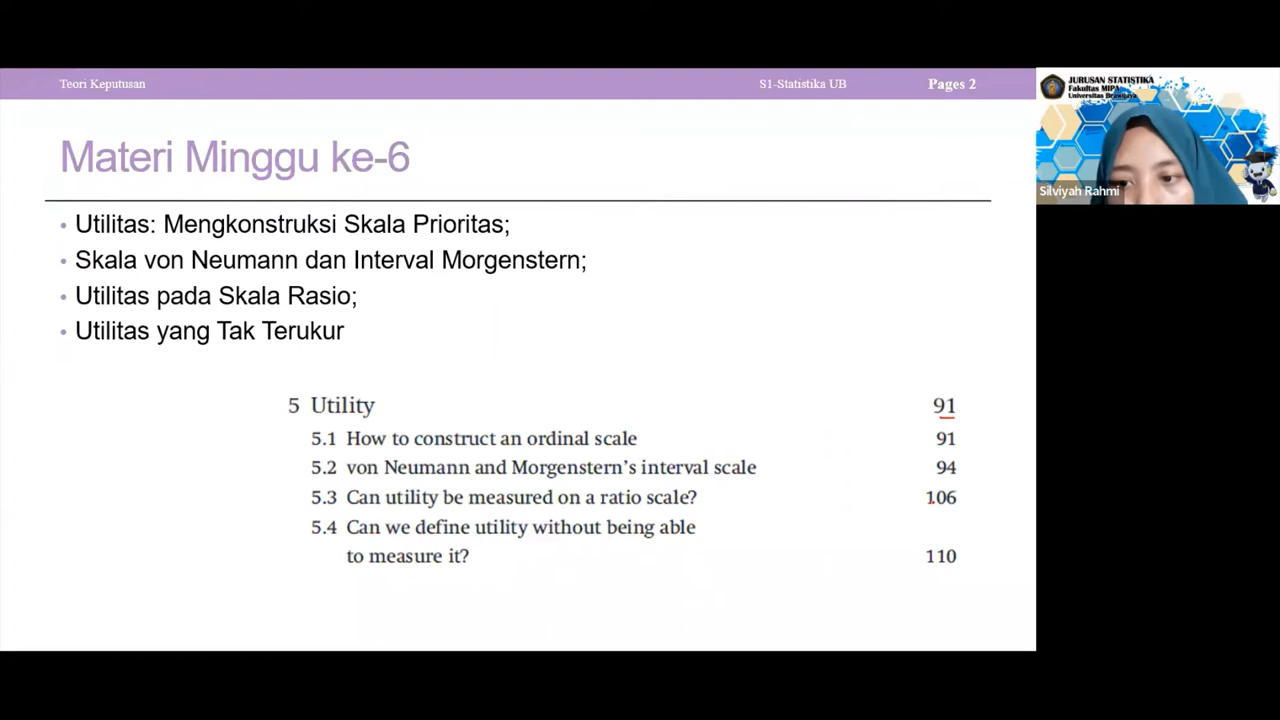 Teori Keputusan
S1-Statistika UB
Pages 2
Materi Minggu ke-6
• Utilitas: Mengkonstruksi Skala Prioritas;
• Skala von Neumann dan Interval Morgenstern;
• Utilitas pada Skala Rasio;
• Utilitas yang Tak Terukur
5 Utility 91
5.1 How to construct an ordinal scale 91
5.2 von Neumann and Morgenstern's interval scale 94
5.3 Can utility be measured on a ratio scale? 106
5.4 Can we define utility without being able
to measure it? 110
JURUSAN STATISTIKA
Fakultas MIPA
Universitas Brawijaya
Silviyah Rahmi